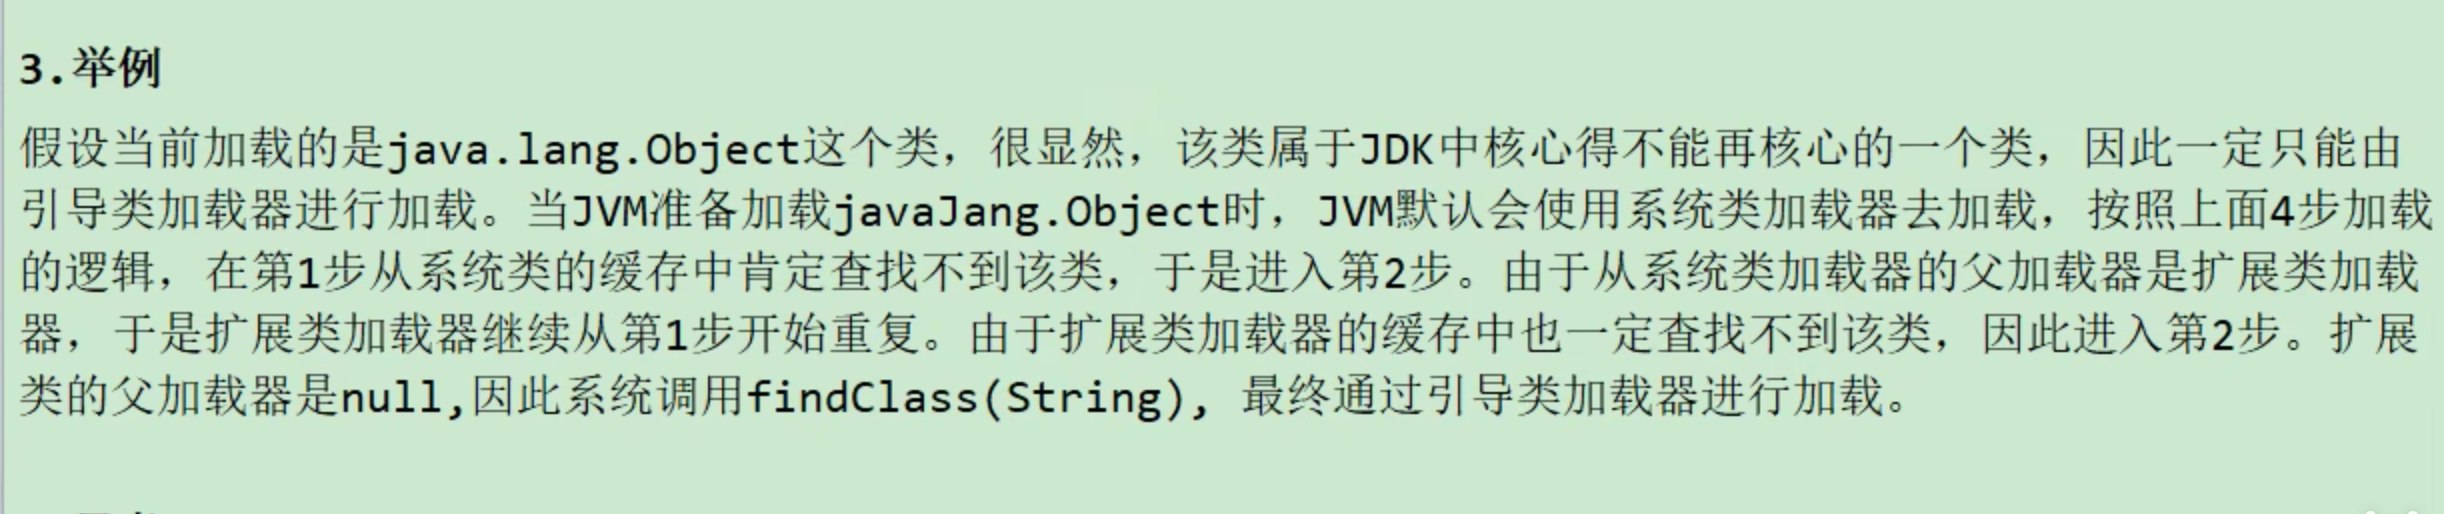 3.举例
假设当前加载的是java.lang.Object这个类，很显然，该类属于JDK中核心得不能再核心的一个类，因此一定只能由
引导类加载器进行加载。当JVM准备加载javaJang.Object时，JVM默认会使用系统类加载器去加载，按照上面4步加载
的逻辑，在第1步从系统类的缓存中肯定查找不到该类，于是进入第2步。由于从系统类加载器的父加载器是扩展类加载
器，于是扩展类加载器继续从第1步开始重复。由于扩展类加载器的缓存中也一定查找不到该类，因此进入第2步。扩展
类的父加载器是null,因此系统调用findClass(String), 最终通过引导类加载器进行加载。